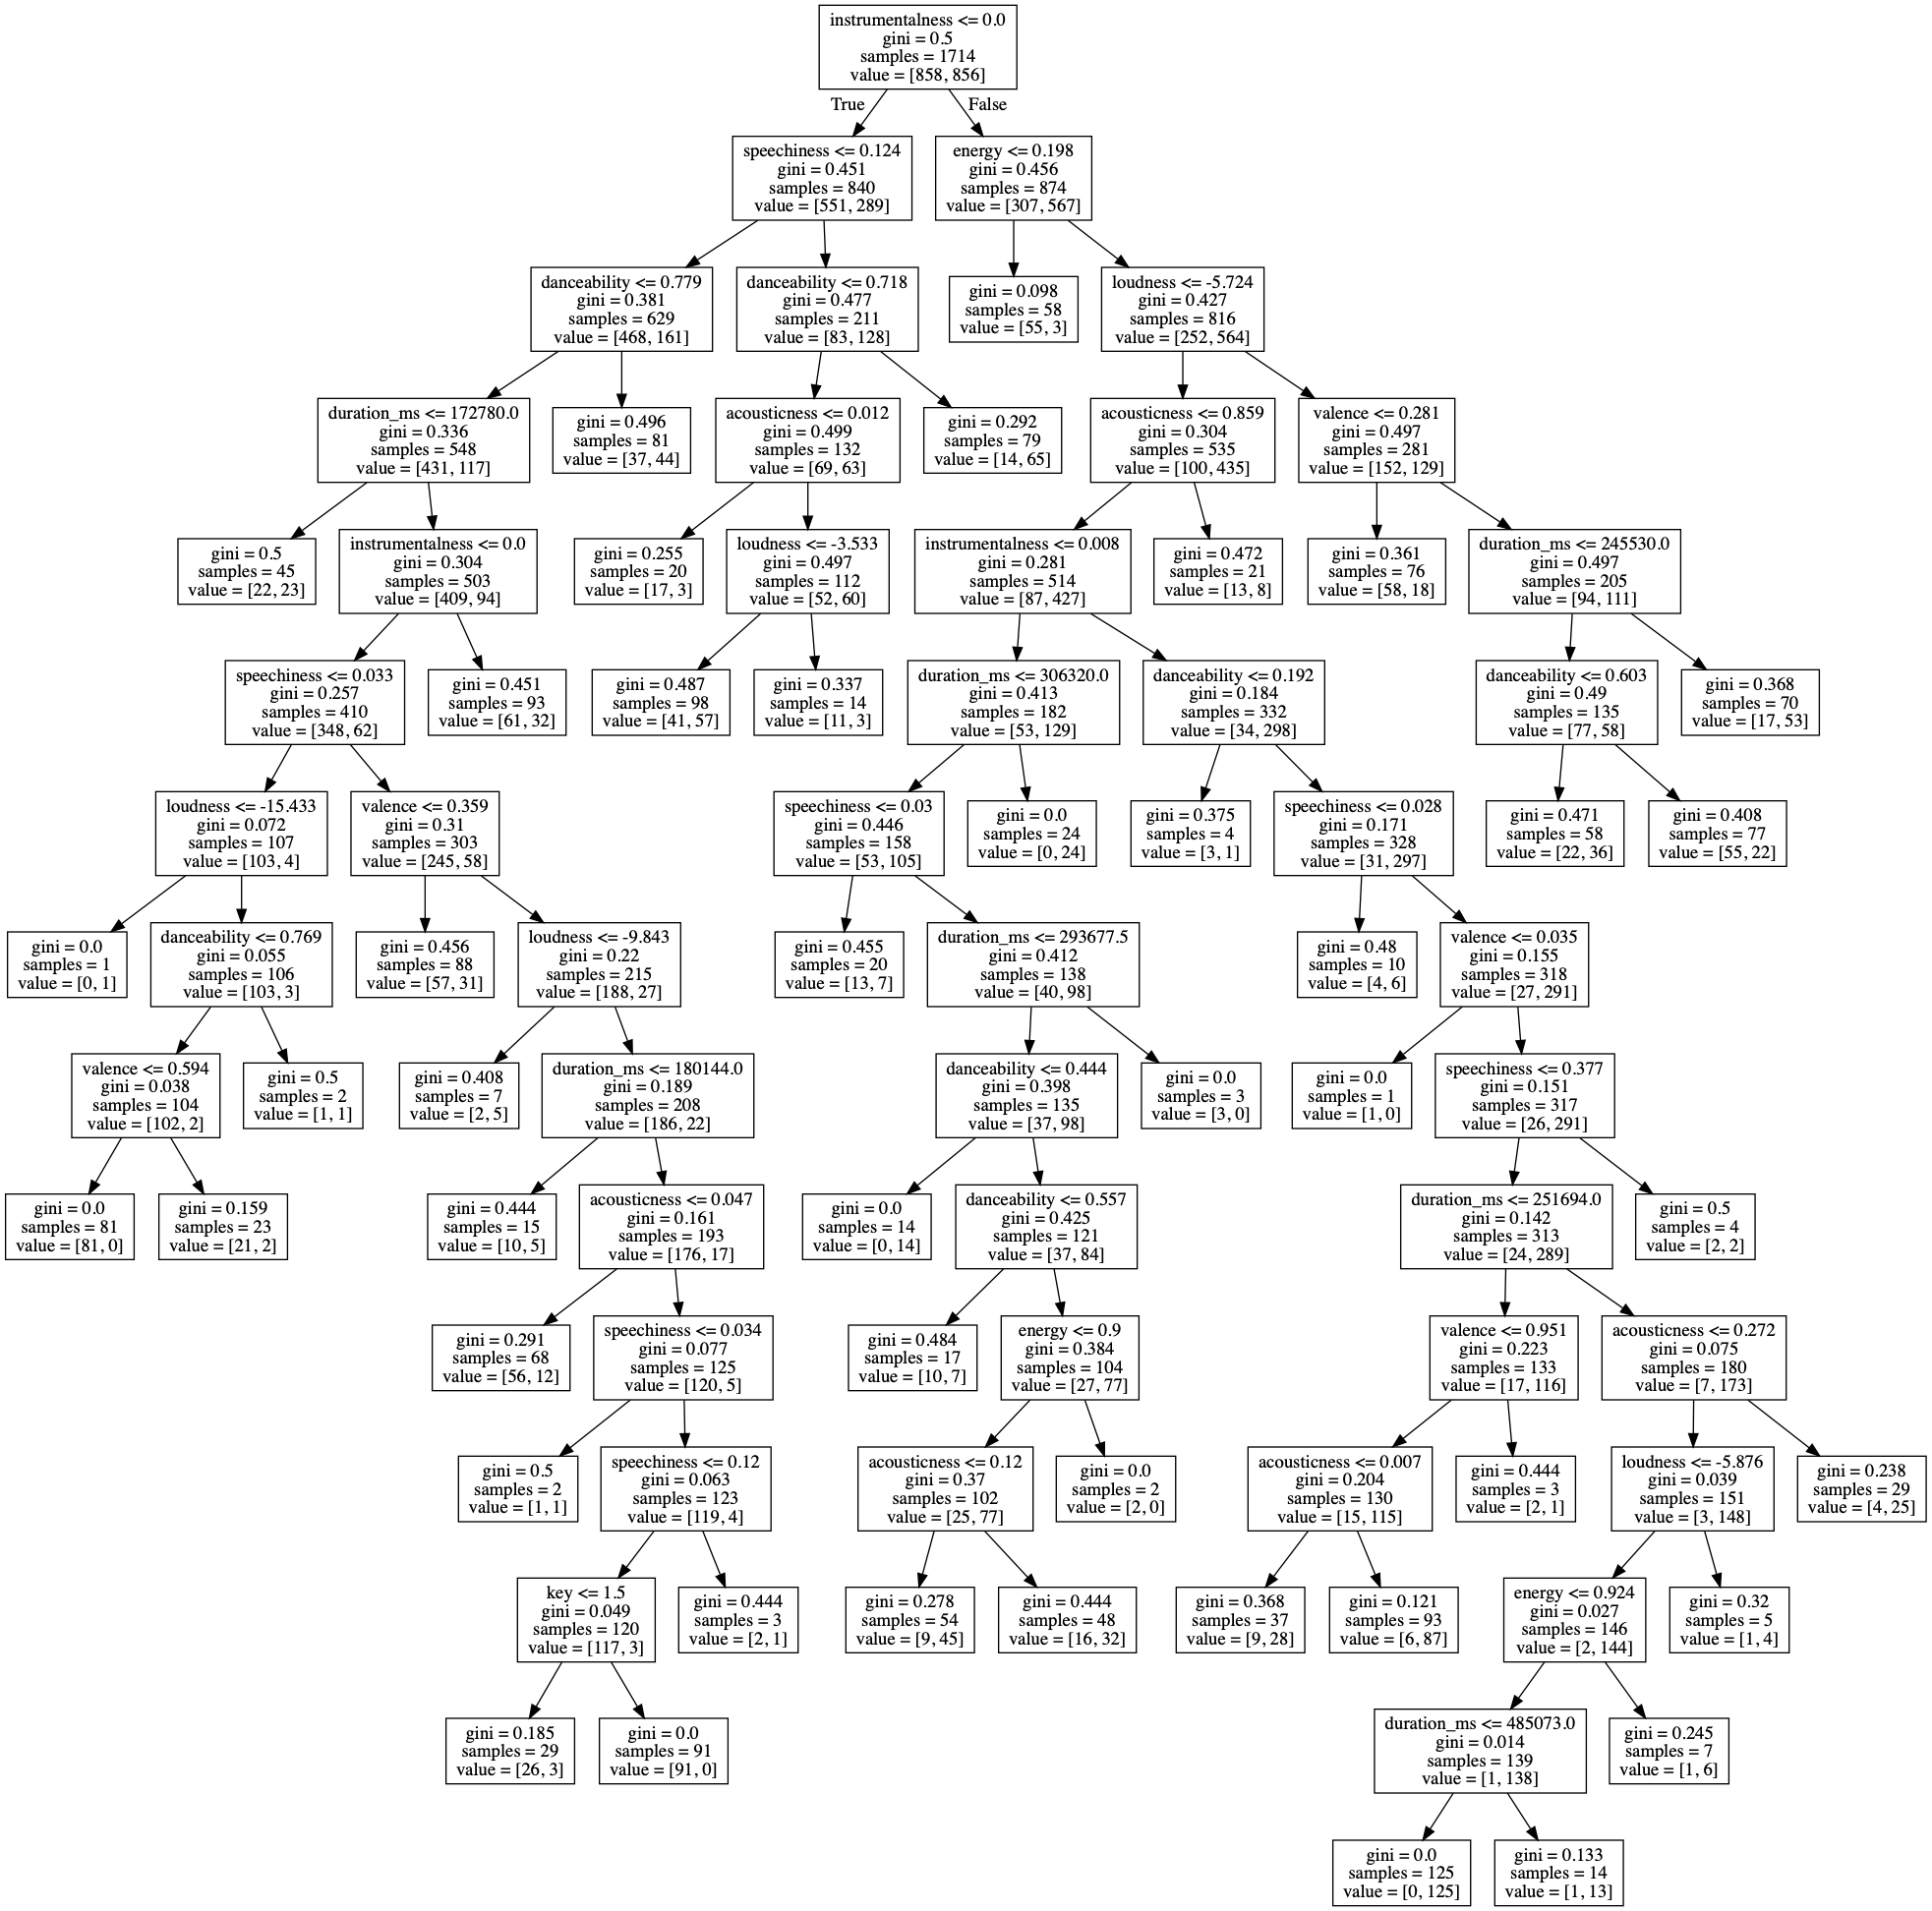 instrumentalness <= 0.0
gini = 0.5
samples = 1714
value = [858, 856]
True
False
speechiness <= 0.124
gini = 0.451
samples = 840
value = [551, 289]
energy <= 0.198
gini = 0.456
samples = 874
value = [307, 567]
danceability <= 0.779
gini = 0.381
samples = 629
value = [468, 161]
danceability <= 0.718
gini = 0.477
samples = 211
value = [83, 128]
gini = 0.098
samples = 58
value = [55, 3]
loudness <= -5.724
gini = 0.427
samples = 816
value = [252, 564]
duration_ms <= 172780.0
gini = 0.336
samples = 548
value = [431, 117]
gini = 0.496
samples = 81
value = [37, 44]
acousticness <= 0.012
gini = 0.499
samples = 132
value = [69, 63]
gini = 0.292
samples = 79
value = [14, 65]
acousticness <= 0.859
gini = 0.304
samples = 535
value = [100, 435]
valence <= 0.281
gini = 0.497
samples = 281
value = [152, 129]
gini = 0.5
samples = 45
value = [22, 23]
instrumentalness <= 0.0
gini = 0.304
samples = 503
value = [409, 94]
gini = 0.255
samples = 20
value = [17, 3]
loudness <= -3.533
gini = 0.497
samples = 112
value = [52, 60]
instrumentalness <= 0.008
gini = 0.281
samples = 514
value = [87, 427]
gini = 0.472
samples = 21
value = [13, 8]
gini = 0.361
samples = 76
value = [58, 18]
duration_ms <= 245530.0
gini = 0.497
samples = 205
value = [94, 111]
speechiness <= 0.033
gini = 0.257
samples = 410
value = [348, 62]
gini = 0.451
samples = 93
value = [61, 32]
gini = 0.487
samples = 98
value = [41, 57]
gini = 0.337
samples = 14
value = [11, 3]
duration_ms <= 306320.0
gini = 0.413
samples = 182
value = [53, 129]
danceability <= 0.192
gini = 0.184
samples = 332
value = [34, 298]
danceability <= 0.603
gini = 0.49
samples = 135
value = [77, 58]
gini = 0.368
samples = 70
value = [17, 53]
loudness <= -15.433
gini = 0.072
samples = 107
value = [103, 4]
valence <= 0.359
gini = 0.31
samples = 303
value = [245, 58]
speechiness <= 0.03
gini = 0.446
samples = 158
value = [53, 105]
gini = 0.0
samples = 24
value = [0, 24]
gini = 0.375
samples = 4
value = [3, 1]
speechiness <= 0.028
gini = 0.171
samples = 328
value = [31, 297]
gini = 0.471
samples = 58
value = [22, 36]
gini = 0.408
samples = 77
value = [55, 22]
gini = 0.0
samples = 1
value = [0, 1]
danceability <= 0.769
gini = 0.055
samples = 106
value = [103, 3]
gini = 0.456
samples = 88
value = [57, 31]
loudness <= -9.843
gini = 0.22
samples = 215
value = [188, 27]
gini = 0.455
samples = 20
value = [13, 7]
duration_ms <= 293677.5
gini = 0.412
samples = 138
value = [40, 98]
gini = 0.48
samples = 10
value = [4, 6]
valence <= 0.035
gini = 0.155
samples = 318
value = [27, 291]
valence <= 0.594
gini = 0.038
samples = 104
value = [102, 2]
gini = 0.5
samples = 2
value = [1, 1]
gini = 0.408
samples = 7
value = [2, 5]
duration_ms <= 180144.0
gini = 0.189
samples = 208
value = [186, 22]
danceability <= 0.444
gini = 0.398
samples = 135
value = [37, 98]
gini = 0.0
samples = 3
value = [3, 0]
gini = 0.0
samples = 1
value = [1, 0]
speechiness <= 0.377
gini = 0.151
samples = 317
value = [26, 291]
gini = 0.0
samples = 81
value = [81, 0]
gini = 0.159
samples = 23
value = [21, 2]
gini = 0.444
samples = 15
value = [10, 5]
acousticness <= 0.047
gini = 0.161
samples = 193
value = [176, 17]
gini = 0.0
samples = 14
value = [0, 14]
danceability <= 0.557
gini = 0.425
samples = 121
value = [37, 84]
duration_ms <= 251694.0
gini = 0.142
samples = 313
value = [24, 289]
gini = 0.5
samples = 4
value = [2, 2]
gini = 0.291
samples = 68
value = [56, 12]
speechiness <= 0.034
gini = 0.077
samples = 125
value = [120, 5]
gini = 0.484
samples = 17
value = [10, 7]
energy <= 0.9
gini = 0.384
samples = 104
value = [27, 77]
valence <= 0.951
gini = 0.223
samples = 133
value = [17, 116]
acousticness <= 0.272
gini = 0.075
samples = 180
value = [7, 173]
gini = 0.5
samples = 2
value = [1, 1]
speechiness <= 0.12
gini = 0.063
samples = 123
value = [119, 4]
acousticness <= 0.12
gini = 0.37
samples = 102
value = [25, 77]
gini = 0.0
samples = 2
value = [2, 0]
acousticness <= 0.007
gini = 0.204
samples = 130
value = [15, 115]
gini = 0.444
samples = 3
value = [2, 1]
loudness <= -5.876
gini = 0.039
samples = 151
value = [3, 148]
gini = 0.238
samples = 29
value = [4, 25]
key <= 1.5
gini = 0.049
samples = 120
value = [117, 3]
gini = 0.444
samples = 3
value = [2, 1]
gini = 0.278
samples = 54
value = [9, 45]
gini = 0.444
samples = 48
value = [16, 32]
gini = 0.368
samples = 37
value = [9, 28]
gini = 0.121
samples = 93
value = [6, 87]
energy <= 0.924
gini = 0.027
samples = 146
value = [2, 144]
gini = 0.32
samples = 5
value = [1, 4]
gini = 0.185
samples = 29
value = [26, 3]
gini = 0.0
samples = 91
value = [91, 0]
duration_ms <= 485073.0
gini = 0.014
samples = 139
value = [1, 138]
gini = 0.245
samples = 7
value = [1, 6]
gini = 0.0
samples = 125
value = [0, 125]
gini = 0.133
samples = 14
value = [1, 13]